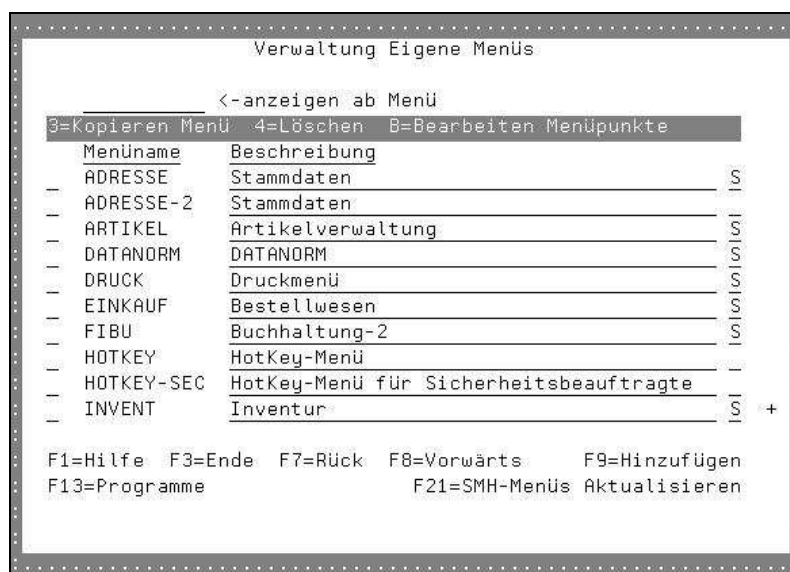 Verwaltung Eigene Menüs
<-anzeigen ab Menü
3=Kopieren Menü 4=Löschen B=Bearbeiten Menüpunkte
Menüname Beschreibung
_ ADRESSE Stammdaten S
_ ADRESSE-2 Stammdaten _
_ ARTIKEL Artikelverwaltung S
_ DATANORM DATANORM S
_ DRUCK Druckmenü S
_ EINKAUF Bestellwesen S
_ FIBU Buchhaltung-2 S
_ HOTKEY HotKey-Menü _
_ HOTKEY-SEC HotKey-Menü für Sicherheitsbeauftragte _
_ INVENT Inventur S +
F1=Hilfe F3=Ende F7=Rück F8=Vorwärts F9=Hinzufügen
F13=Programme F21=SMH-Menüs Aktualisieren